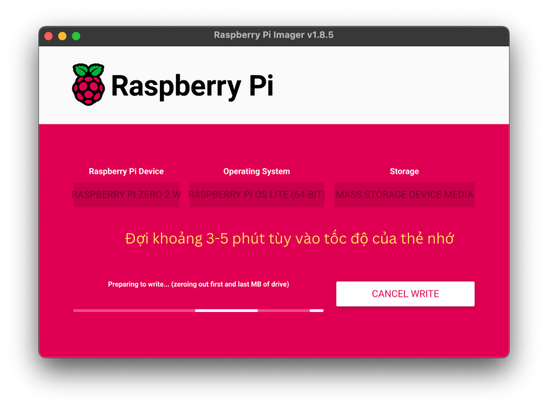 Raspberry Pi Imager v1.8.5
Raspberry Pi
Raspberry Pi Device
Operating System
Storage
RASPBERRY PI ZERO 2 W
RASPBERRY PI OS LITE (64-BIT)
MASS STORAGE DEVICE MEDIA
Đợi khoảng 3-5 phút tùy vào tốc độ của thẻ nhớ
Preparing to write... (zeroing out first and last MB of drive)
CANCEL WRITE